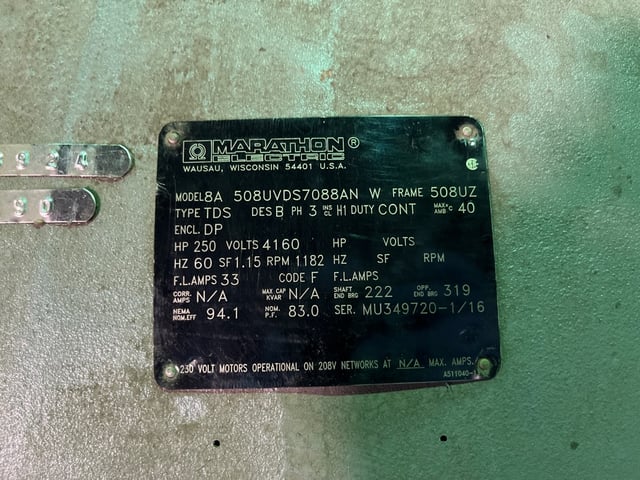 MARATHON®
ELECTRIC
WAUSAU, WISCONSIN 54401 U.S.A.
MODEL 8A 508UVDS7088AN W FRAME 508UZ
TYPE TDS DES B PH 3 INS CL H1 DUTY CONT MAX AMB °C 40
ENCL DP
HP 250 VOLTS 4160 HP VOLTS
HZ 60 SF 1.15 RPM 1182 HZ SF RPM
F.L.AMPS 33 CODE F F.L.AMPS
CORR. AMPS N/A MAX.CAP KVAR N/A SHAFT END BRG 222 OPP. END BRG 319
NEMA NOM.EFF 94.1 NOM. P.F. 83.0 SER. MU349720-1/16
230 VOLT MOTORS OPERATIONAL ON 208V NETWORKS AT N/A MAX. AMPS.